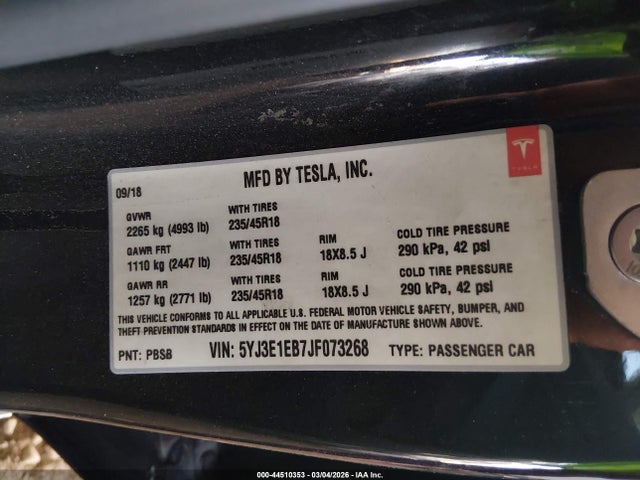 MFD BY TESLA, INC.
TESLA
09/18
GVWR WITH TIRES
2265 kg (4993 lb) 235/45R18
GAWR FRT WITH TIRES RIM COLD TIRE PRESSURE
1110 kg (2447 lb) 235/45R18 18X8.5 J 290 kPa, 42 psi
GAWR RR WITH TIRES RIM COLD TIRE PRESSURE
1257 kg (2771 lb) 235/45R18 18X8.5 J 290 kPa, 42 psi
THIS VEHICLE CONFORMS TO ALL APPLICABLE U.S. FEDERAL MOTOR VEHICLE SAFETY, BUMPER, AND
THEFT PREVENTION STANDARDS IN EFFECT ON THE DATE OF MANUFACTURE SHOWN ABOVE.
PNT: PBSB VIN: 5YJ3E1EB7JF073268 TYPE: PASSENGER CAR
000-44510353 - 03/04/2026 - IAA Inc.